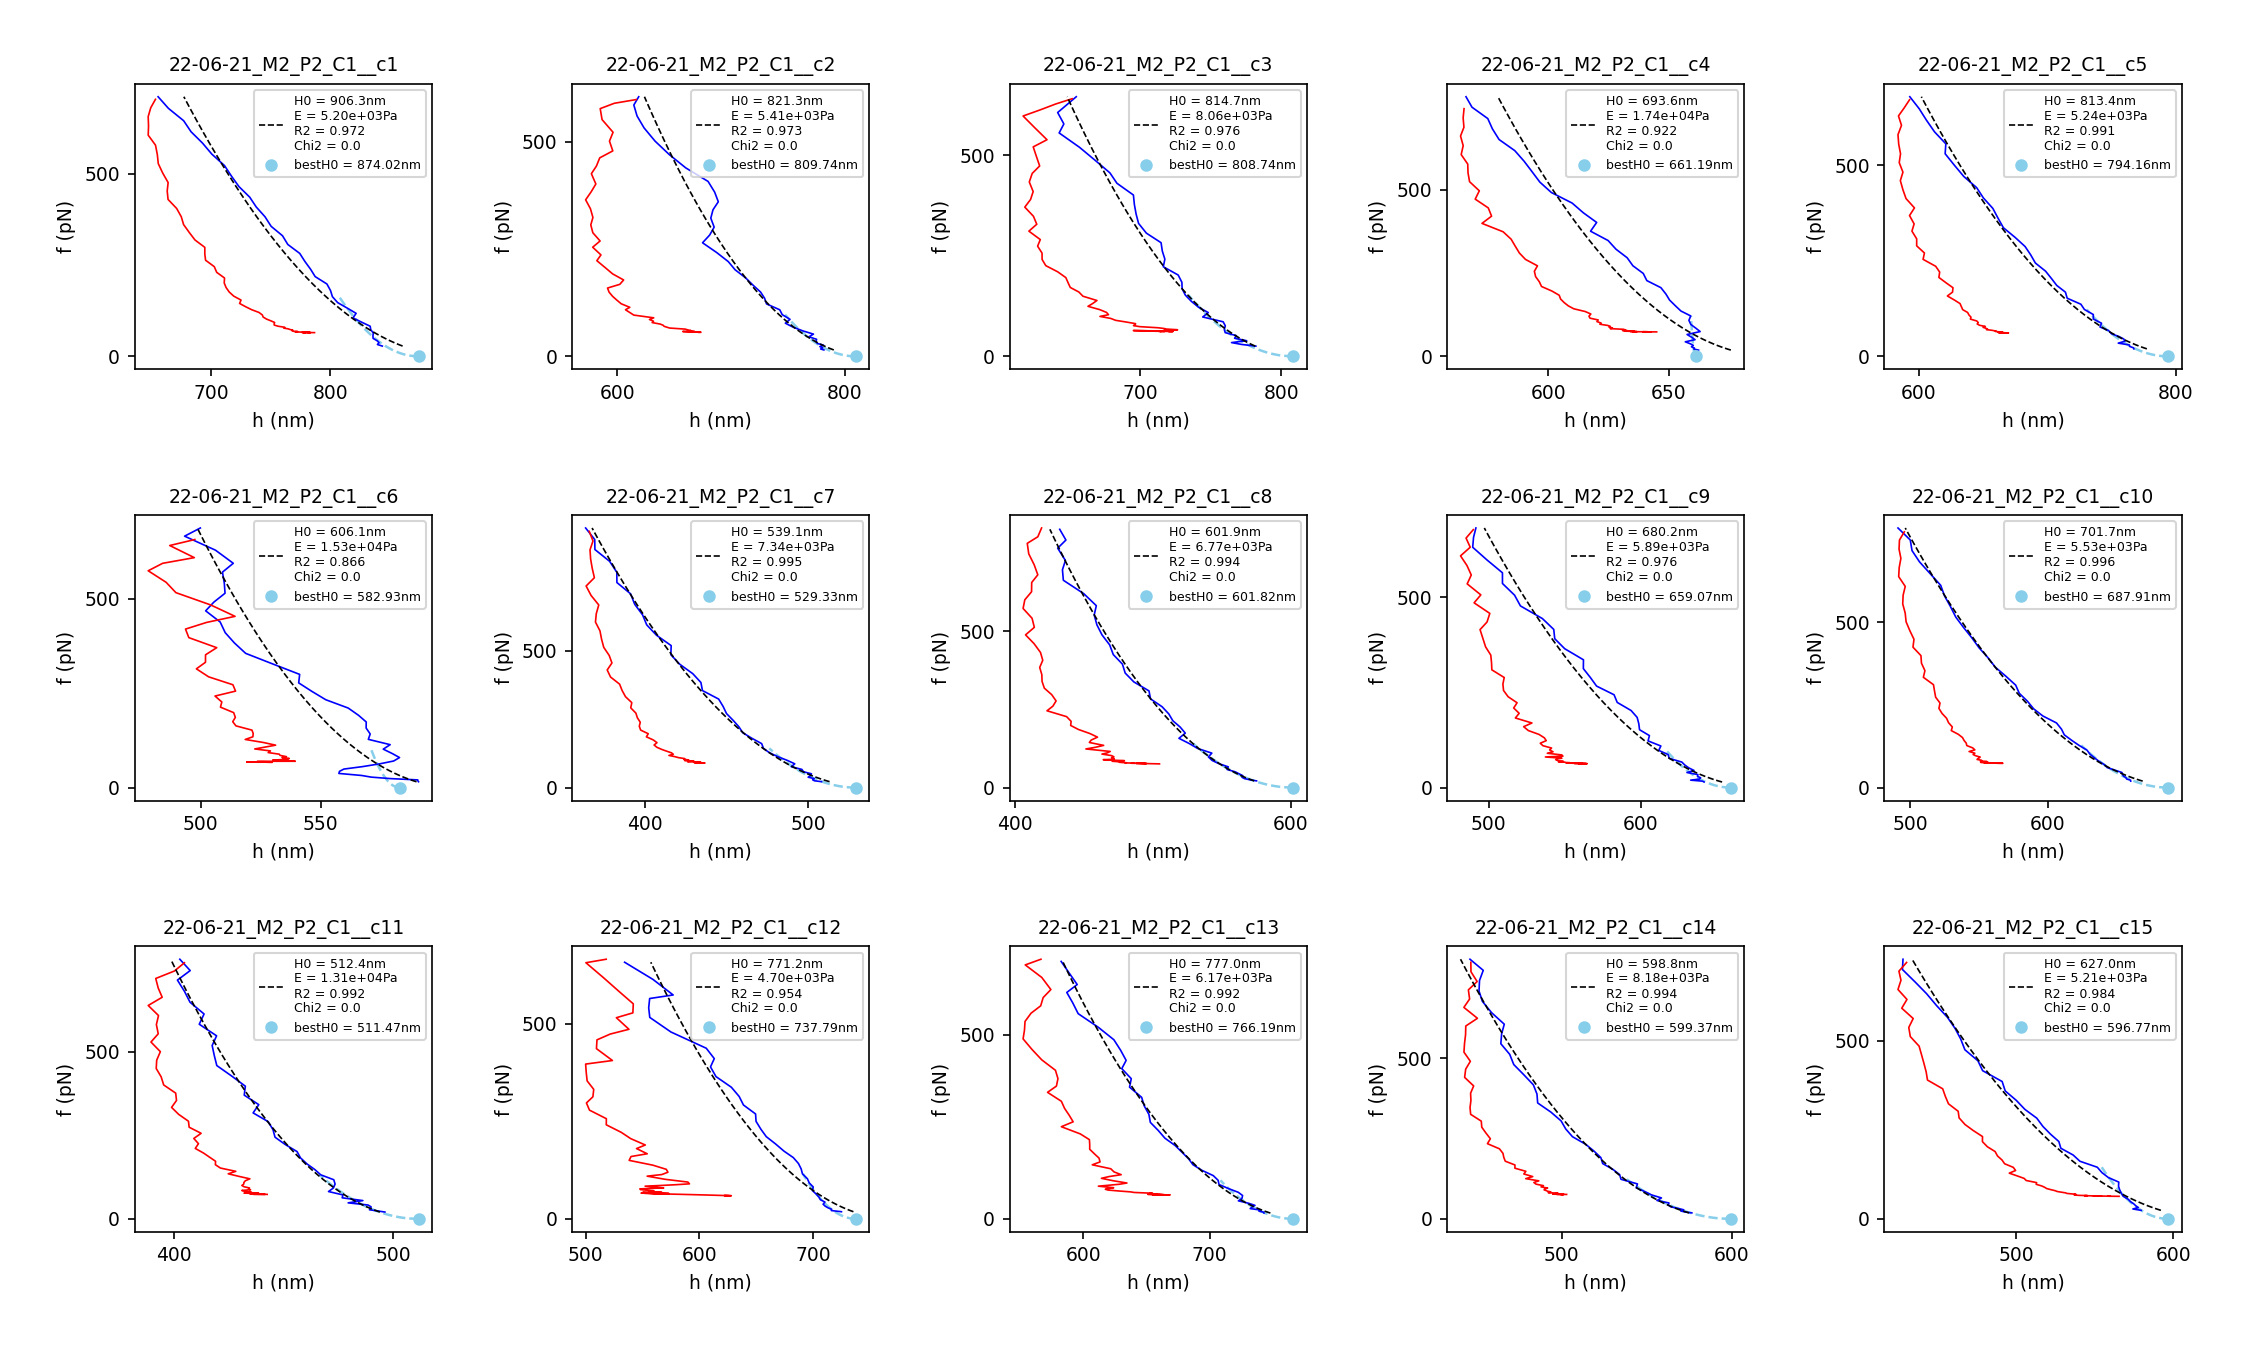 22-06-21_M2_P2_C1__c1
H0 = 906.3nm
E = 5.20e+03Pa
R2 = 0.972
Chi2 = 0.0
bestH0 = 874.02nm
500
0
f (pN)
700
800
h (nm)
22-06-21_M2_P2_C1__c2
H0 = 821.3nm
E = 5.41e+03Pa
R2 = 0.973
Chi2 = 0.0
bestH0 = 809.74nm
500
0
f (pN)
600
800
h (nm)
22-06-21_M2_P2_C1__c3
H0 = 814.7nm
E = 8.06e+03Pa
R2 = 0.976
Chi2 = 0.0
bestH0 = 808.74nm
500
0
f (pN)
700
800
h (nm)
22-06-21_M2_P2_C1__c4
H0 = 693.6nm
E = 1.74e+04Pa
R2 = 0.922
Chi2 = 0.0
bestH0 = 661.19nm
500
0
f (pN)
600
650
h (nm)
22-06-21_M2_P2_C1__c5
H0 = 813.4nm
E = 5.24e+03Pa
R2 = 0.991
Chi2 = 0.0
bestH0 = 794.16nm
500
0
f (pN)
600
800
h (nm)
22-06-21_M2_P2_C1__c6
H0 = 606.1nm
E = 1.53e+04Pa
R2 = 0.866
Chi2 = 0.0
bestH0 = 582.93nm
500
0
f (pN)
500
550
h (nm)
22-06-21_M2_P2_C1__c7
H0 = 539.1nm
E = 7.34e+03Pa
R2 = 0.995
Chi2 = 0.0
bestH0 = 529.33nm
500
0
f (pN)
400
500
h (nm)
22-06-21_M2_P2_C1__c8
H0 = 601.9nm
E = 6.77e+03Pa
R2 = 0.994
Chi2 = 0.0
bestH0 = 601.82nm
500
0
f (pN)
400
600
h (nm)
22-06-21_M2_P2_C1__c9
H0 = 680.2nm
E = 5.89e+03Pa
R2 = 0.976
Chi2 = 0.0
bestH0 = 659.07nm
500
0
f (pN)
500
600
h (nm)
22-06-21_M2_P2_C1__c10
H0 = 701.7nm
E = 5.53e+03Pa
R2 = 0.996
Chi2 = 0.0
bestH0 = 687.91nm
500
0
f (pN)
500
600
h (nm)
22-06-21_M2_P2_C1__c11
H0 = 512.4nm
E = 1.31e+04Pa
R2 = 0.992
Chi2 = 0.0
bestH0 = 511.47nm
500
0
f (pN)
400
500
h (nm)
22-06-21_M2_P2_C1__c12
H0 = 771.2nm
E = 4.70e+03Pa
R2 = 0.954
Chi2 = 0.0
bestH0 = 737.79nm
500
0
f (pN)
500
600
700
h (nm)
22-06-21_M2_P2_C1__c13
H0 = 777.0nm
E = 6.17e+03Pa
R2 = 0.992
Chi2 = 0.0
bestH0 = 766.19nm
500
0
f (pN)
600
700
h (nm)
22-06-21_M2_P2_C1__c14
H0 = 598.8nm
E = 8.18e+03Pa
R2 = 0.994
Chi2 = 0.0
bestH0 = 599.37nm
500
0
f (pN)
500
600
h (nm)
22-06-21_M2_P2_C1__c15
H0 = 627.0nm
E = 5.21e+03Pa
R2 = 0.984
Chi2 = 0.0
bestH0 = 596.77nm
500
0
f (pN)
500
600
h (nm)